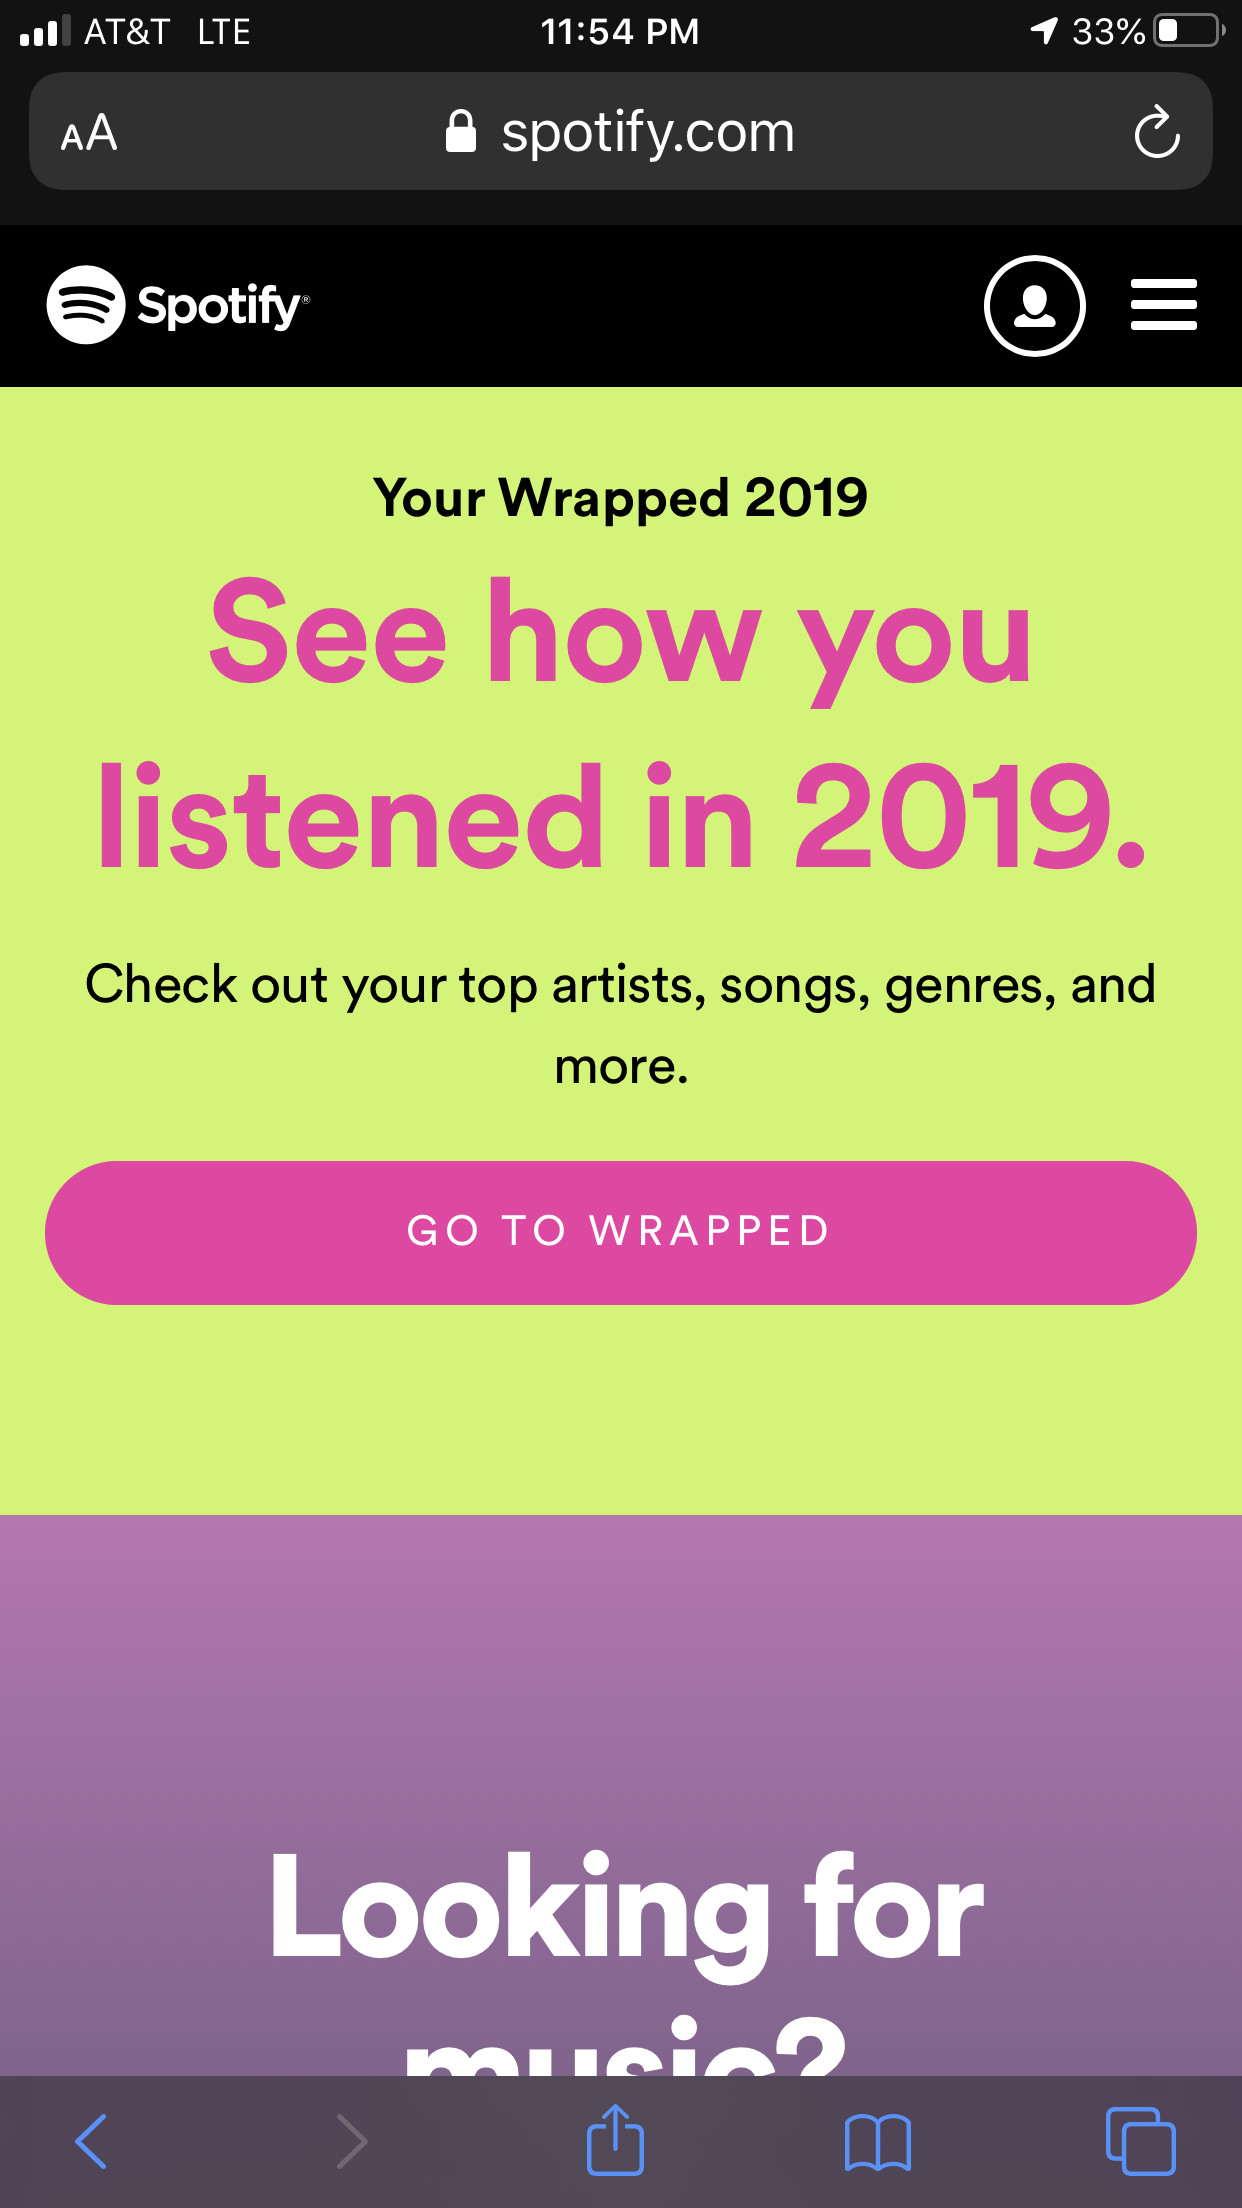 AT&T LTE 11:54 PM 33%
AA spotify.com
Spotify®
Your Wrapped 2019
See how you
listened in 2019.
Check out your top artists, songs, genres, and
more.
GO TO WRAPPED
Looking for
music?